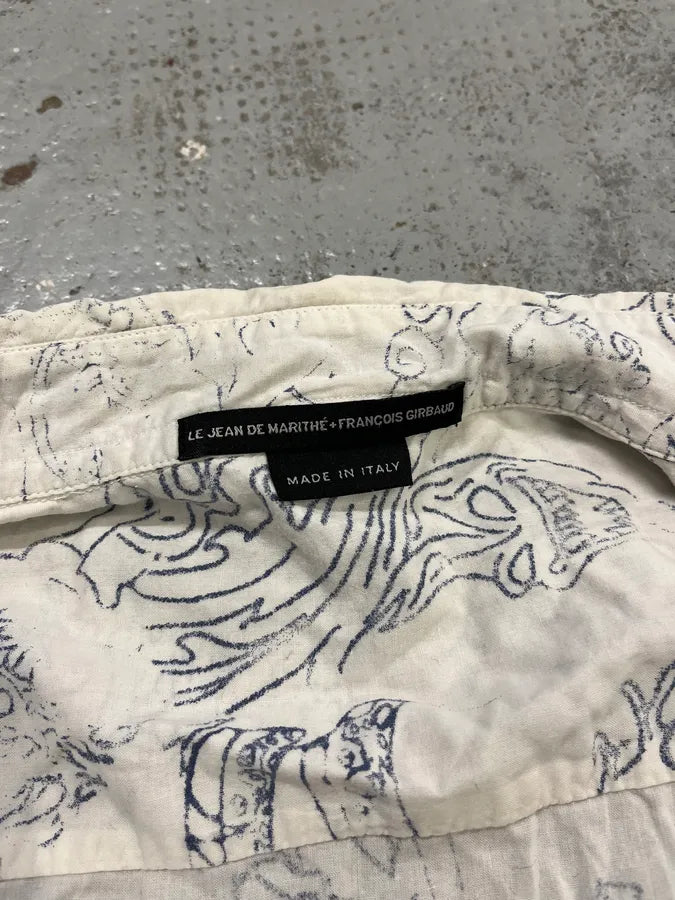 LE JEAN DE MARITHÉ+FRANÇOIS GIRBAUD
MADE IN ITALY